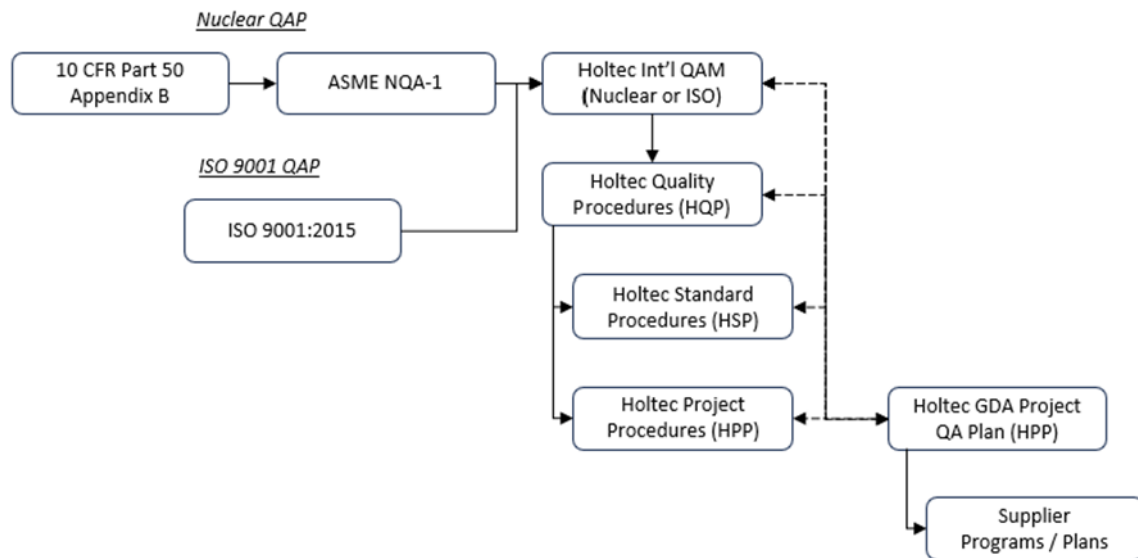 Nuclear QAP
10 CFR Part 50
Appendix B
ASME NQA-1
Holtec Int’l QAM
(Nuclear or ISO)
ISO 9001 QAP
ISO 9001:2015
Holtec Quality
Procedures (HQP)
Holtec Standard
Procedures (HSP)
Holtec Project
Procedures (HPP)
Holtec GDA Project
QA Plan (HPP)
Supplier
Programs / Plans